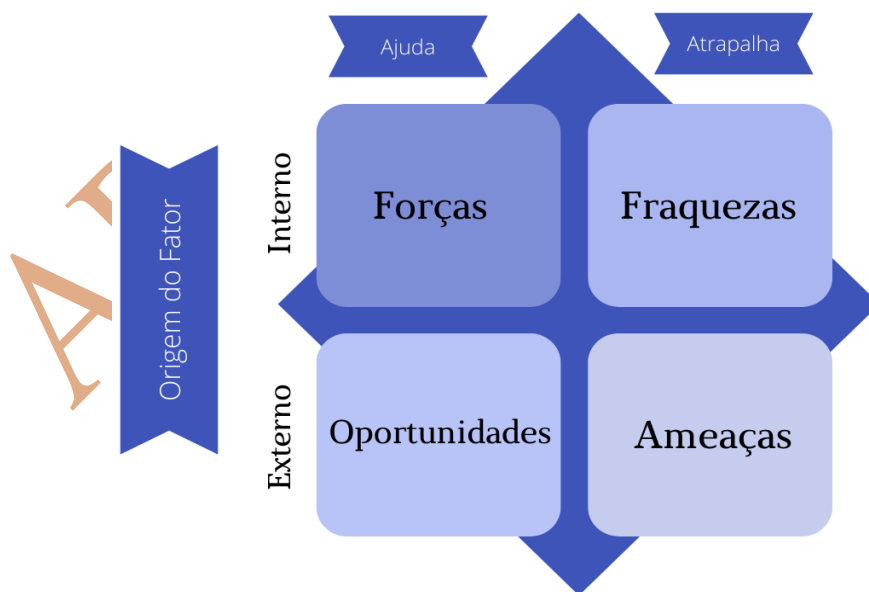 Ajuda
Atrapalha
Origem do Fator
Interno
Forças
Fraquezas
Externo
Oportunidades
Ameaças